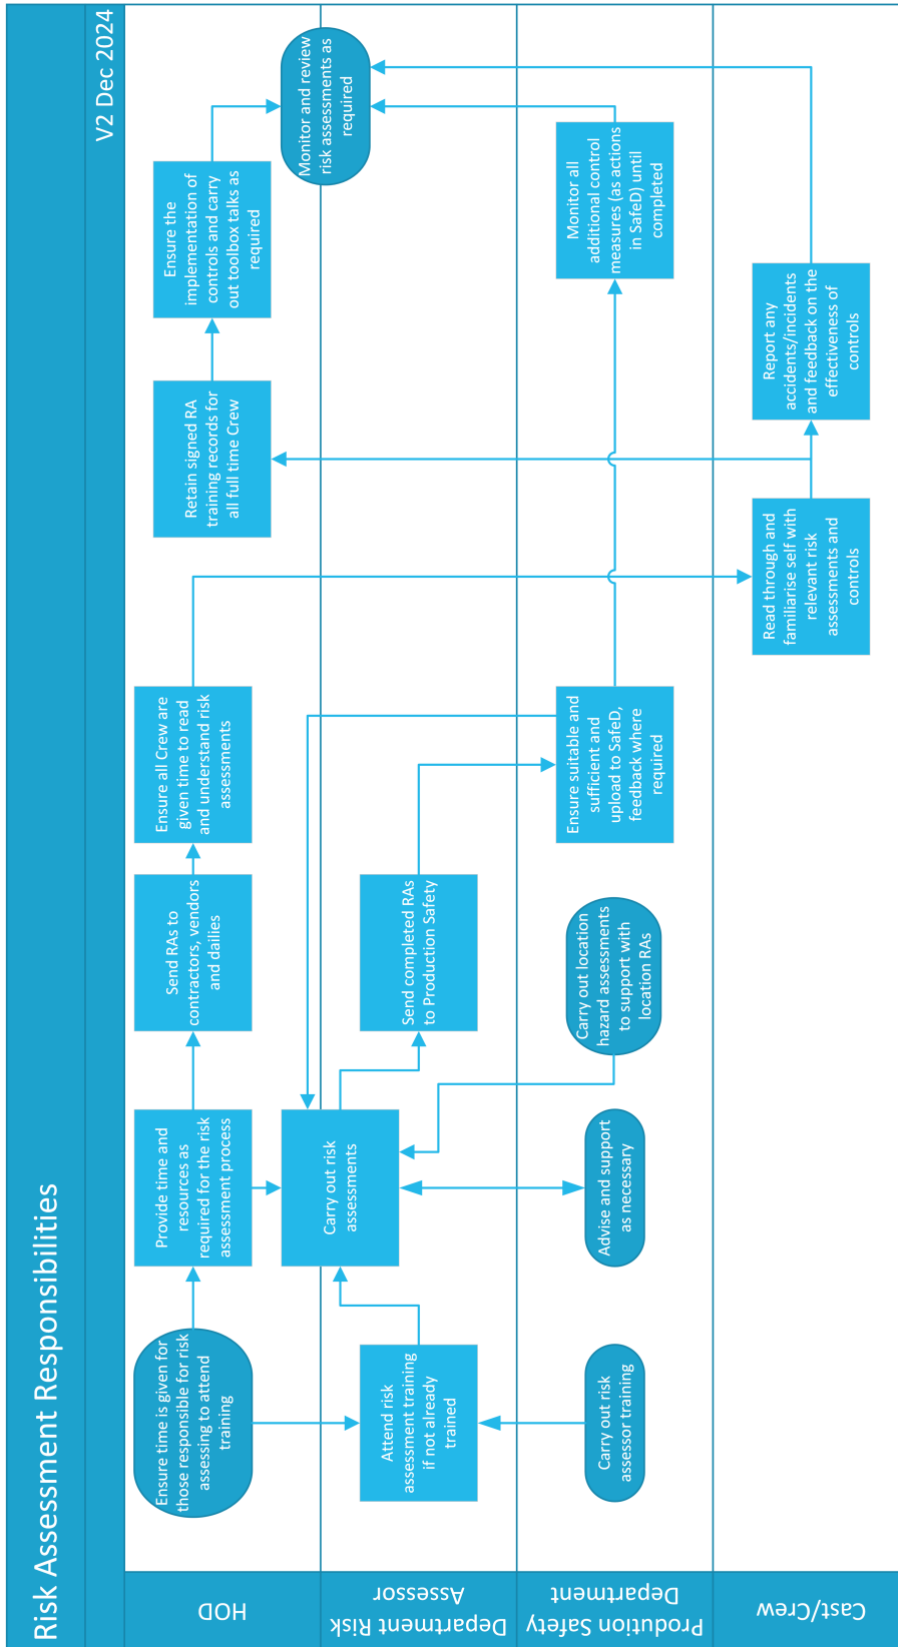 Risk Assessment Responsibilities
V2 Dec 2024
HOD
Ensure time is given for
those responsible for risk
assessing to attend
training
Provide time and
resources as
required for the risk
assessment process
Send RAs to
contractors, vendors
and dailies
Ensure all Crew are
given time to read
and understand risk
assessments
Retain signed RA
training records for
all full time Crew
Ensure the
implementation of
controls and carry
out toolbox talks as
required
Monitor and review
risk assessments as
required
Department Risk
Assessor
Attend risk
assessment training
if not already
trained
Carry out risk
assessments
Send completed RAs
to Production Safety
Prodution Safety
Department
Carry out risk
assessor training
Advise and support
as necessary
Carry out location
hazard assessments
to support with
location RAs
Ensure suitable and
sufficient and
upload to SafeD,
feedback where
required
Monitor all
additional control
measures (as actions
in SafeD) until
completed
Cast/Crew
Read through and
familiarise self with
relevant risk
assessments and
controls
Report any
accidents/incidents
and feedback on the
effectiveness of
controls